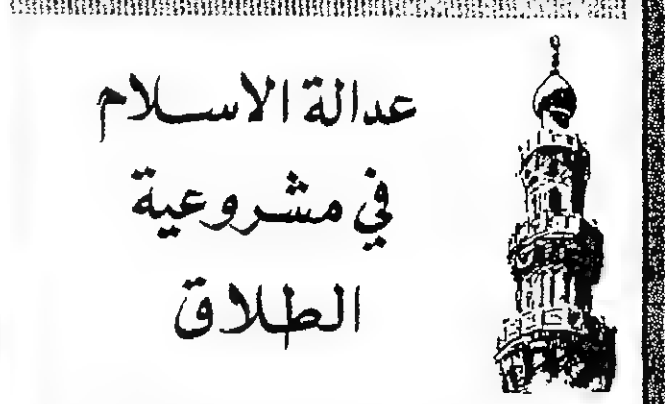 عدالة الاسلام
في مشروعية
الطلاق